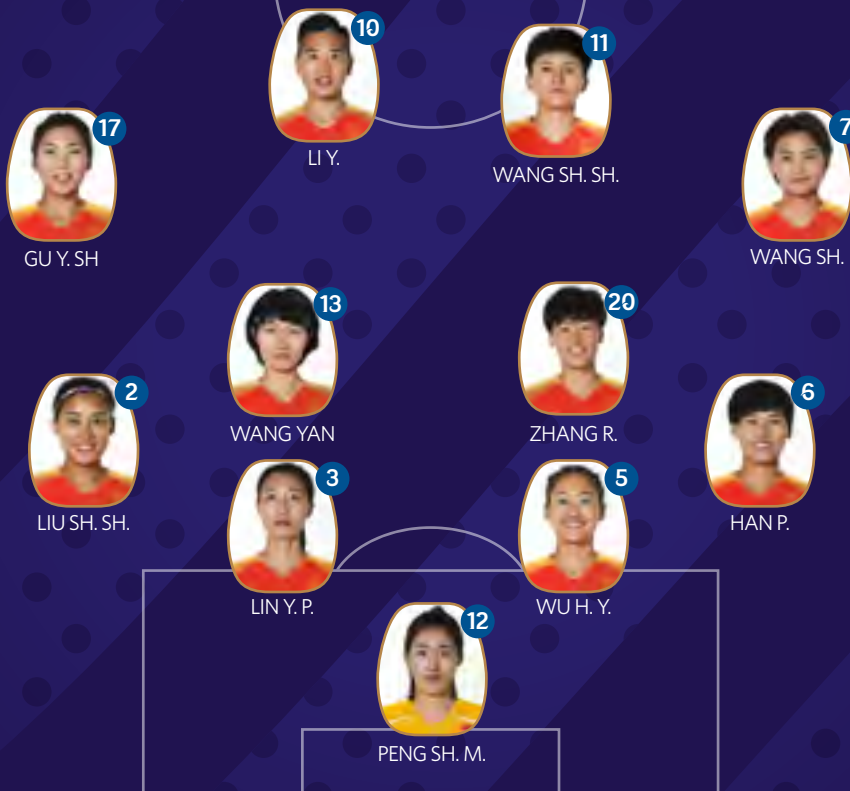 10
11
17
7
LI Y.
WANG SH. SH.
GU Y. SH
WANG SH.
13
20
2
6
WANG YAN
ZHANG R.
3
5
LIU SH. SH.
HAN P.
LIN Y. P.
WU H. Y.
12
PENG SH. M.